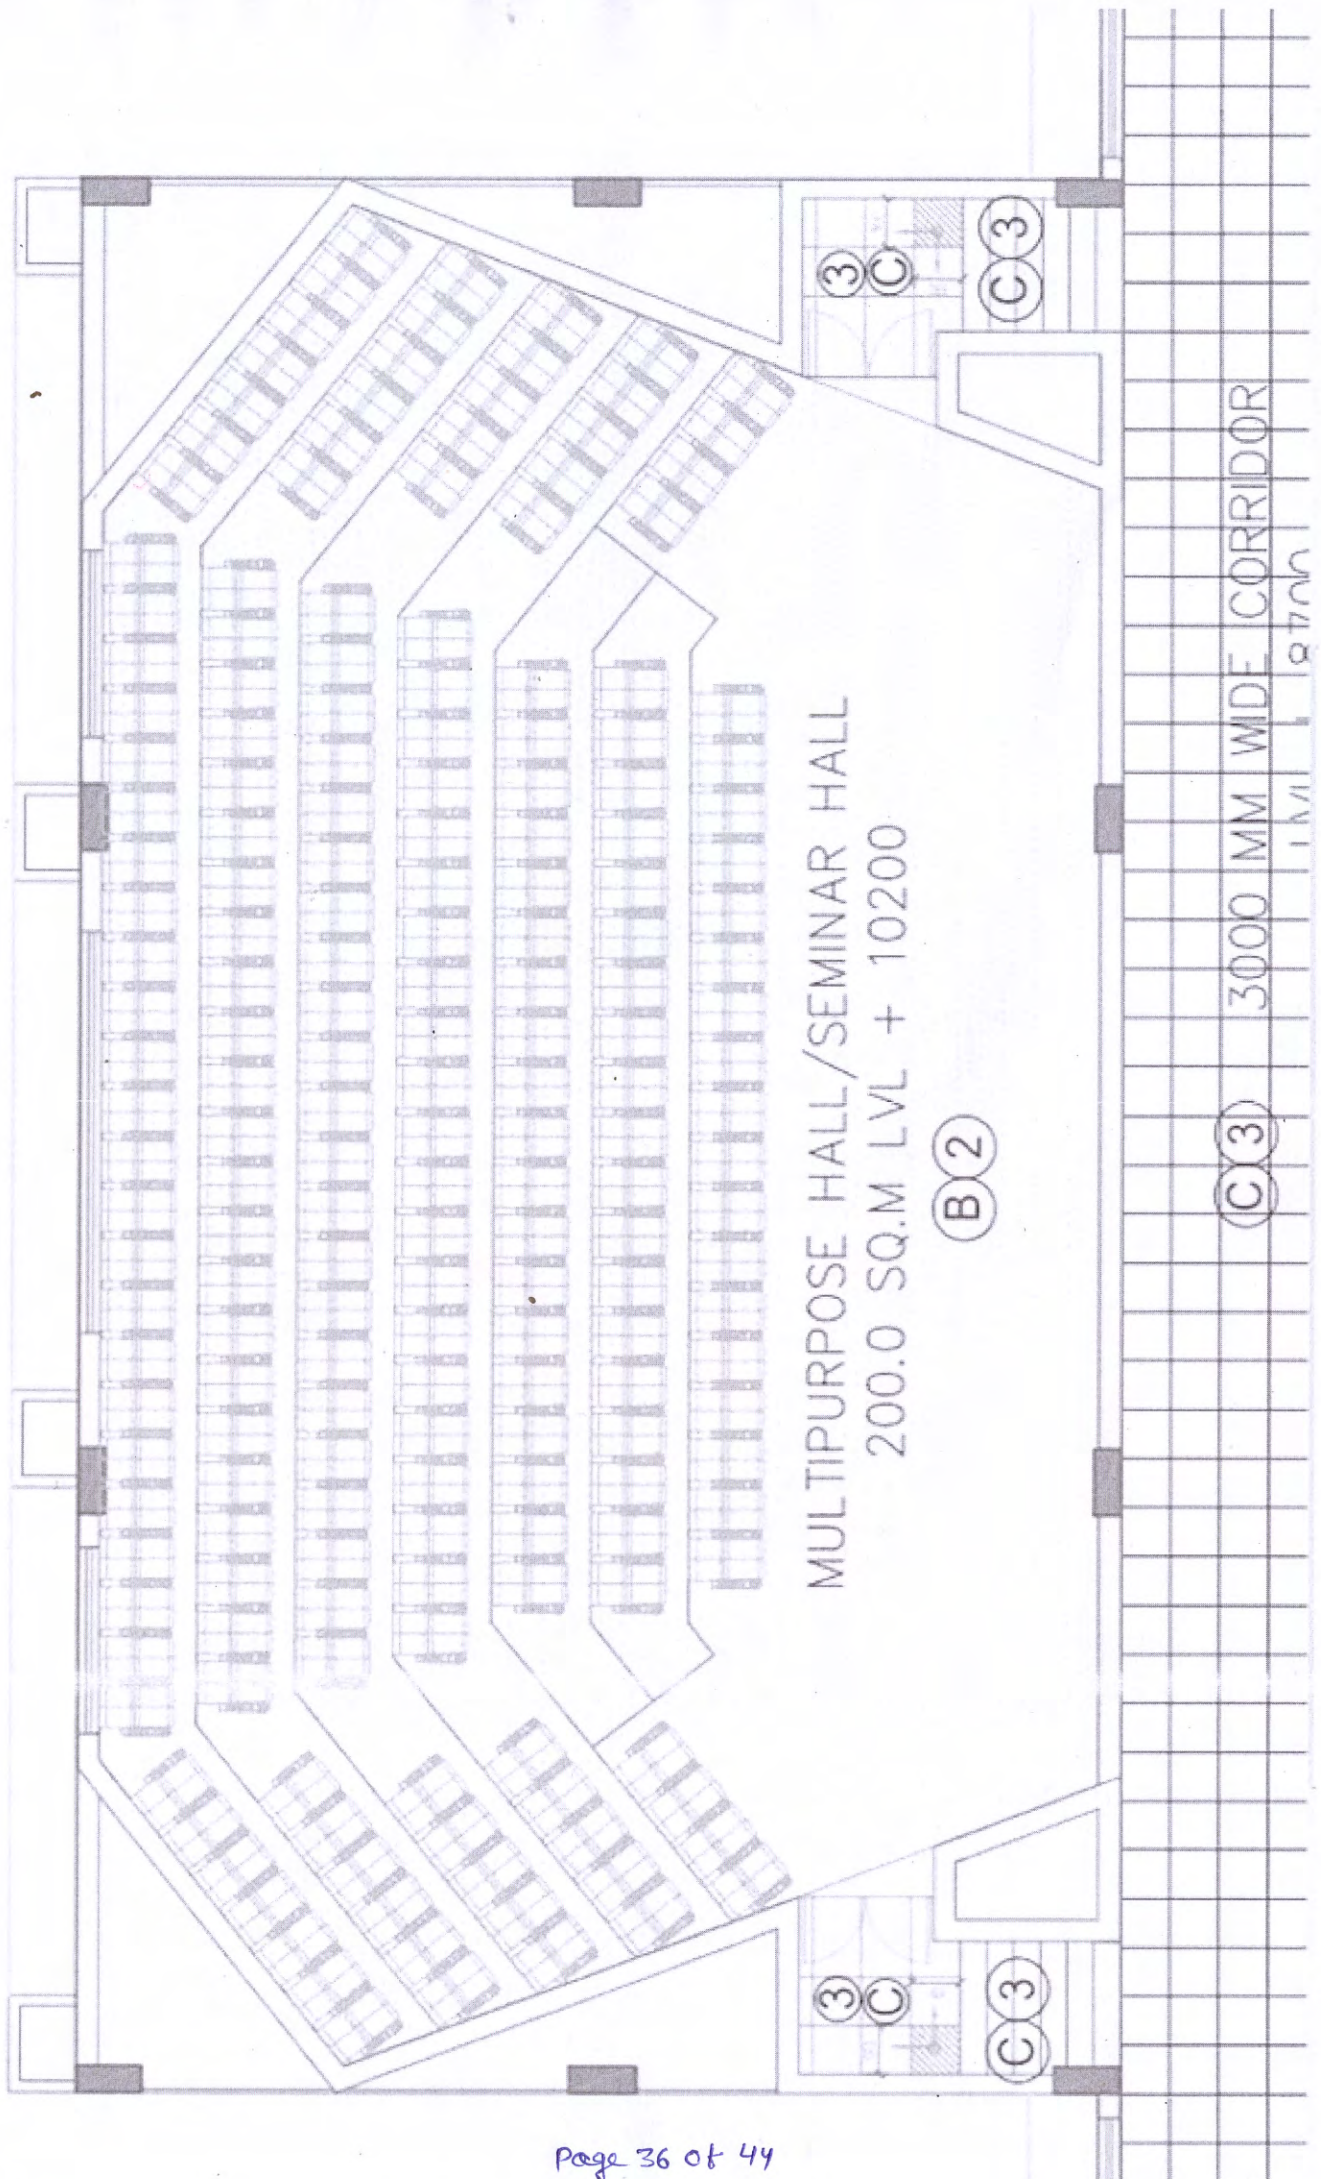 MULTIPURPOSE HALL/SEMINAR HALL
200.0 SQ.M LVL + 10200
B 2
3 C
C 3
3 C
C 3
C 3 3000 MM WIDE CORRIDOR
Page 36 of 44